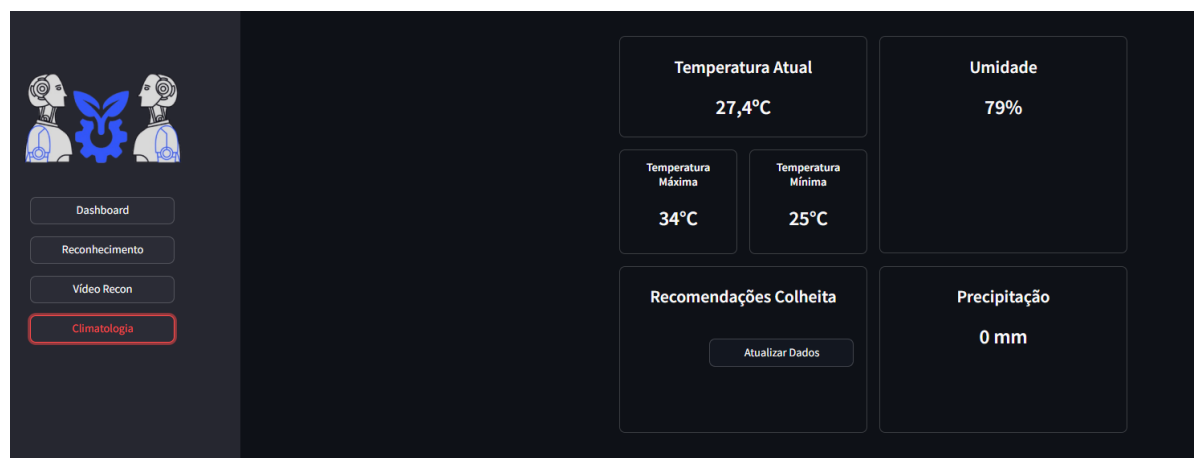 Dashboard
Reconhecimento
Vídeo Recon
Climatologia
Temperatura Atual
27,4ºC
Umidade
79%
Temperatura
Máxima
34°C
Temperatura
Mínima
25°C
Recomendações Colheita
Atualizar Dados
Precipitação
0 mm